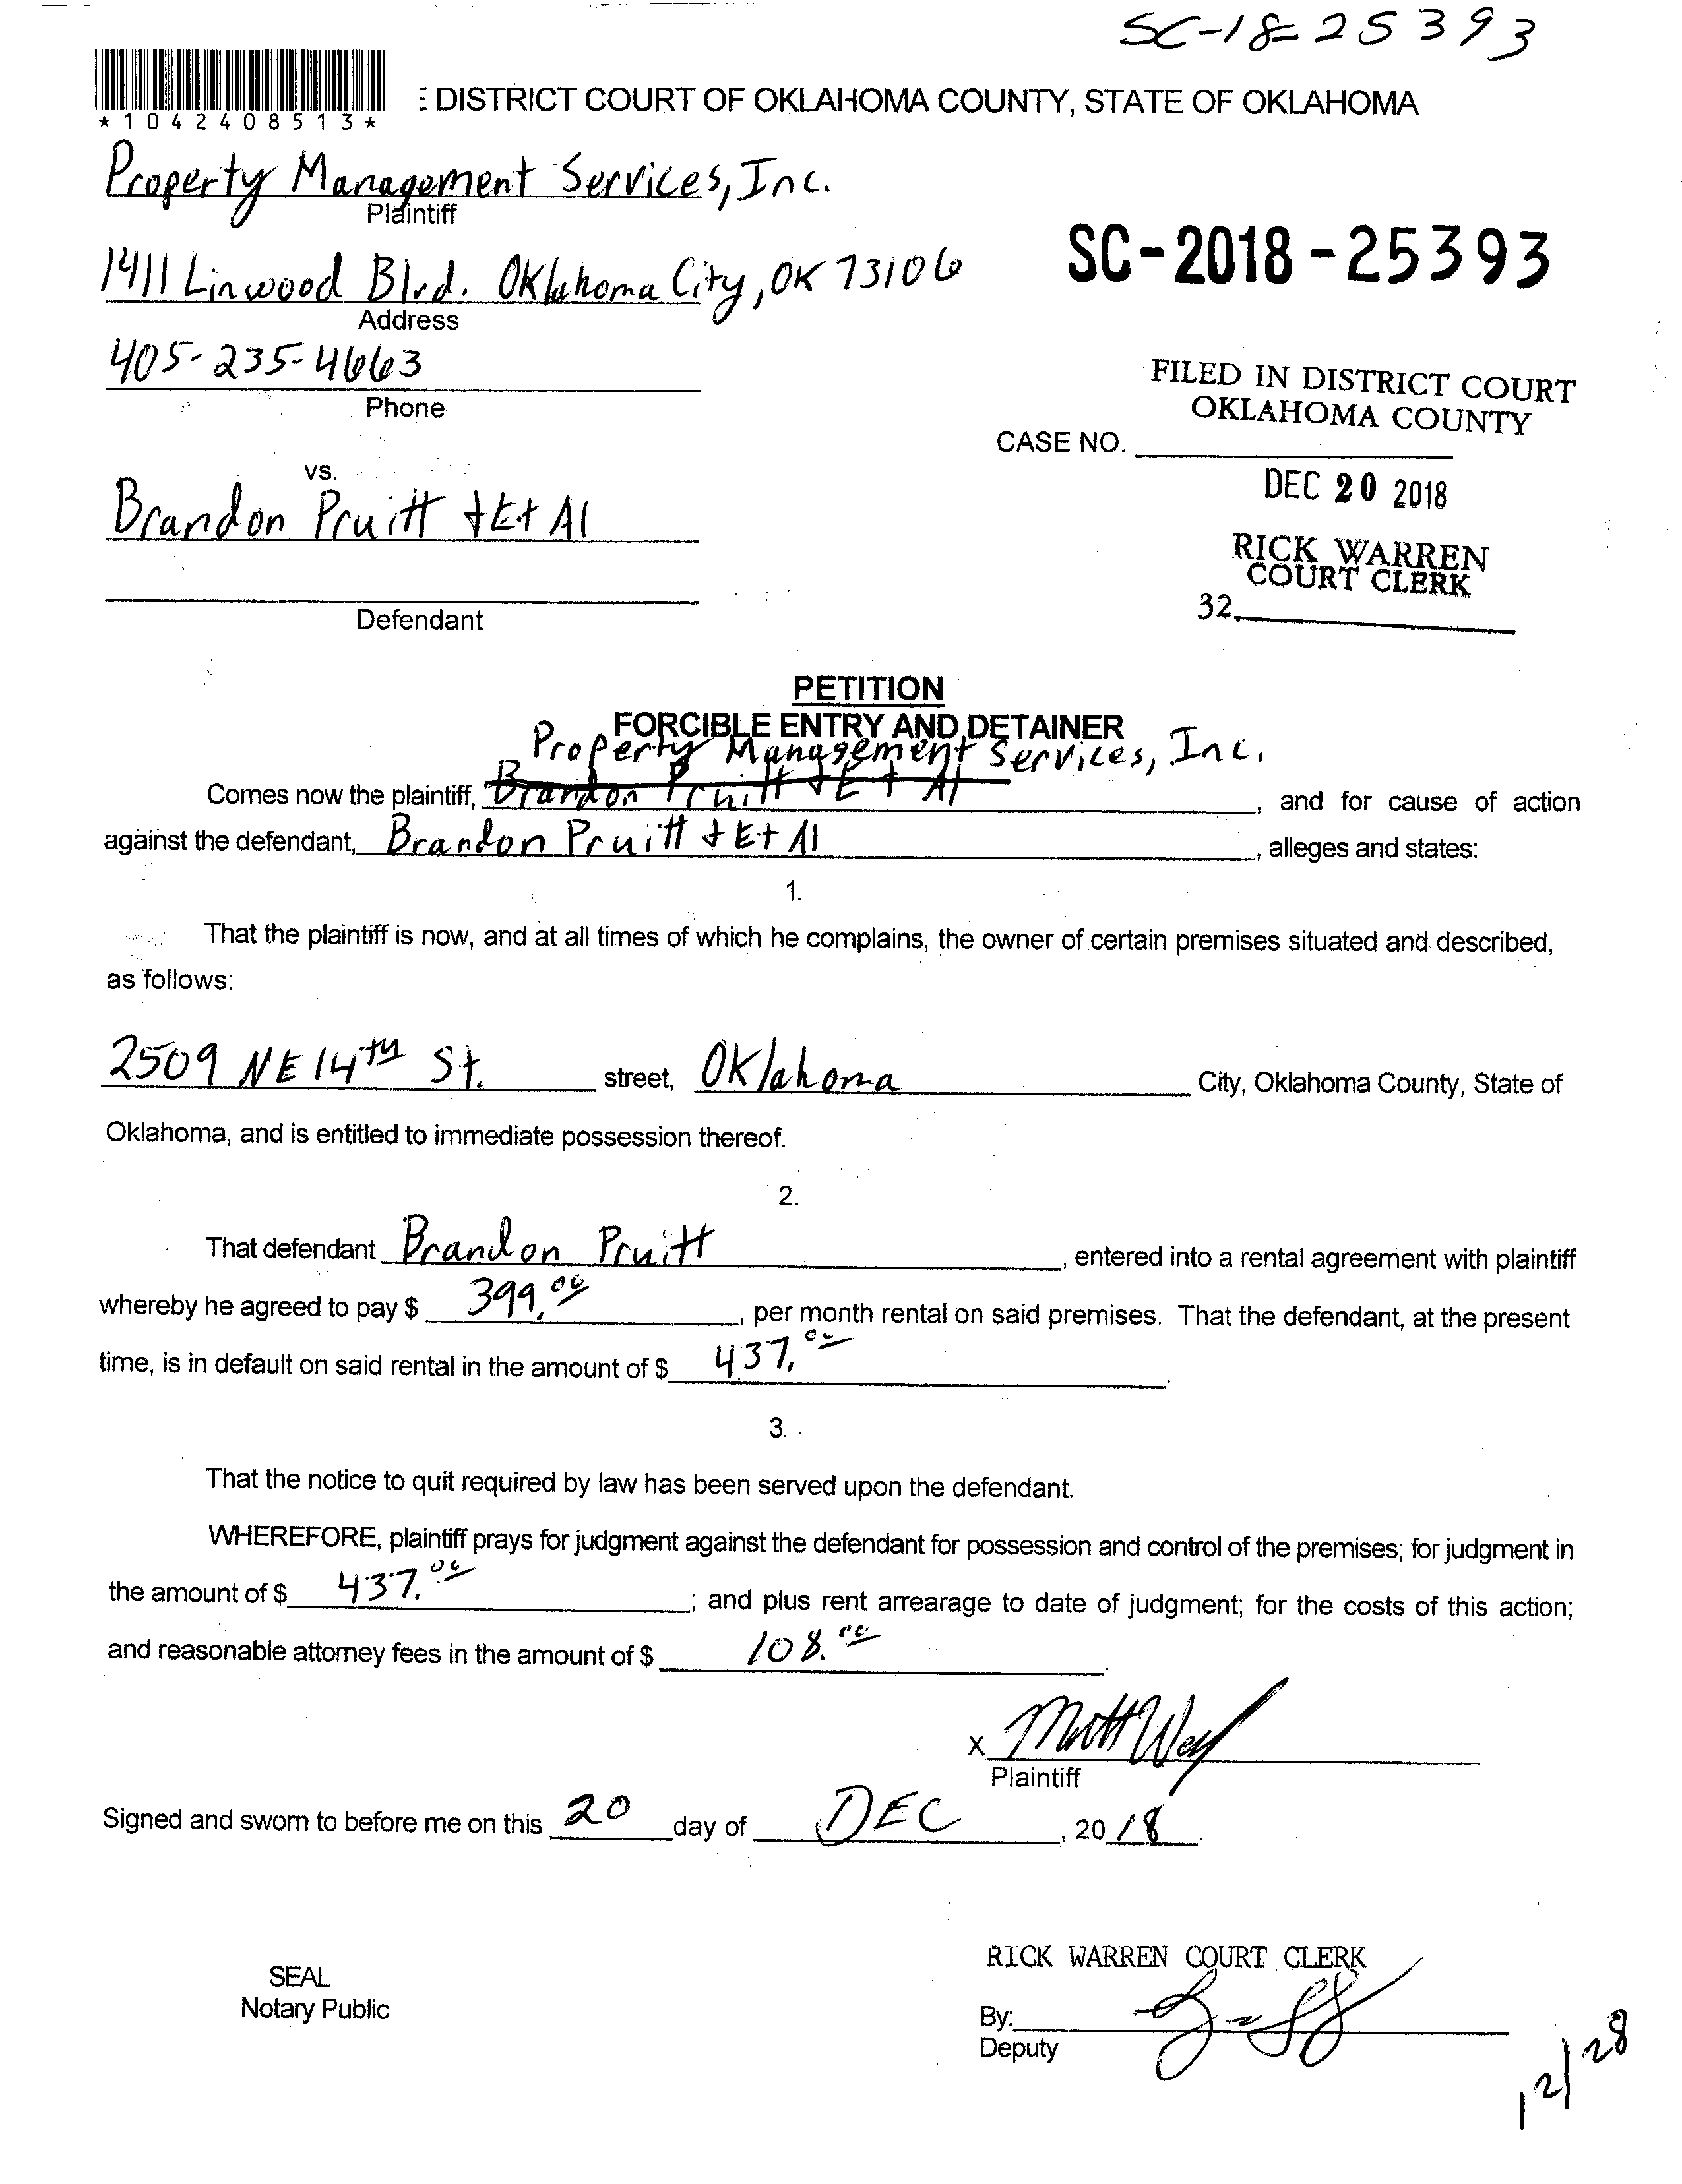 SC-18-25393
*1042408513*
: DISTRICT COURT OF OKLAHOMA COUNTY, STATE OF OKLAHOMA
Property Management Services, Inc.
Plaintiff
SC-2018-25393
1411 Linwood Blvd. Oklahoma City, OK 73106
Address
405-235-4663
Phone
FILED IN DISTRICT COURT
OKLAHOMA COUNTY
CASE NO.
DEC 20 2018
vs.
Brandon Pruitt & Et Al
RICK WARREN
COURT CLERK
32
Defendant
PETITION
FORCIBLE ENTRY AND DETAINER
Property Management Services, Inc.
Comes now the plaintiff, Brandon Pruitt & Et Al, and for cause of action
against the defendant, Brandon Pruitt & Et Al, alleges and states:
1.
That the plaintiff is now, and at all times of which he complains, the owner of certain premises situated and described,
as follows:
2509 NE 14th St. street, Oklahoma City, Oklahoma County, State of
Oklahoma, and is entitled to immediate possession thereof.
2.
That defendant Brandon Pruitt, entered into a rental agreement with plaintiff
whereby he agreed to pay $ 399.00, per month rental on said premises. That the defendant, at the present
time, is in default on said rental in the amount of $ 437.00.
3.
That the notice to quit required by law has been served upon the defendant.
WHEREFORE, plaintiff prays for judgment against the defendant for possession and control of the premises; for judgment in
the amount of $ 437.00; and plus rent arrearage to date of judgment; for the costs of this action;
and reasonable attorney fees in the amount of $ 108.00.
X Matt
Plaintiff
Signed and sworn to before me on this 20 day of DEC, 2018.
RICK WARREN COURT CLERK
SEAL
Notary Public
By:
Deputy
12/28